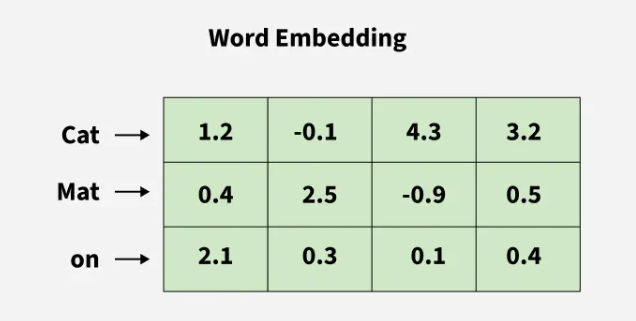 Word Embedding
Cat → 1.2 -0.1 4.3 3.2
Mat → 0.4 2.5 -0.9 0.5
on → 2.1 0.3 0.1 0.4